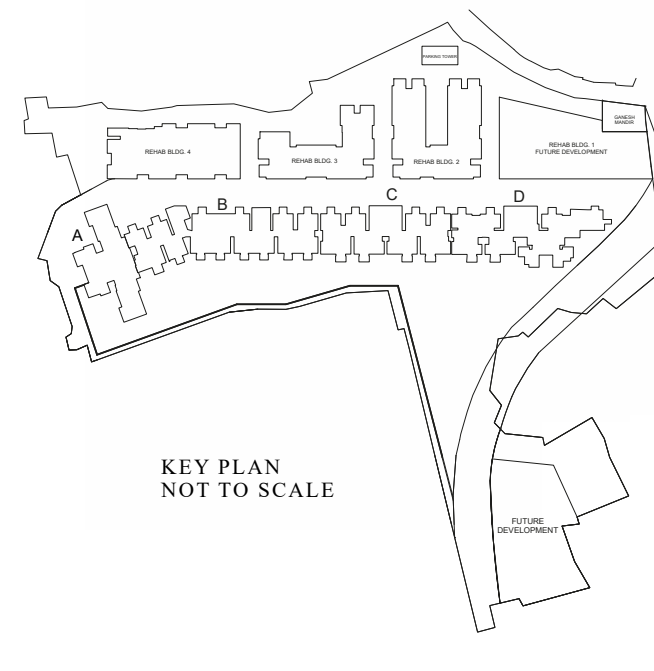 PARKING TOWER
GANESH
MANDIR
REHAB BLDG. 4
REHAB BLDG. 3
REHAB BLDG. 2
REHAB BLDG. 1
FUTURE DEVELOPMENT
A
B
C
D
KEY PLAN
NOT TO SCALE
FUTURE
DEVELOPMENT